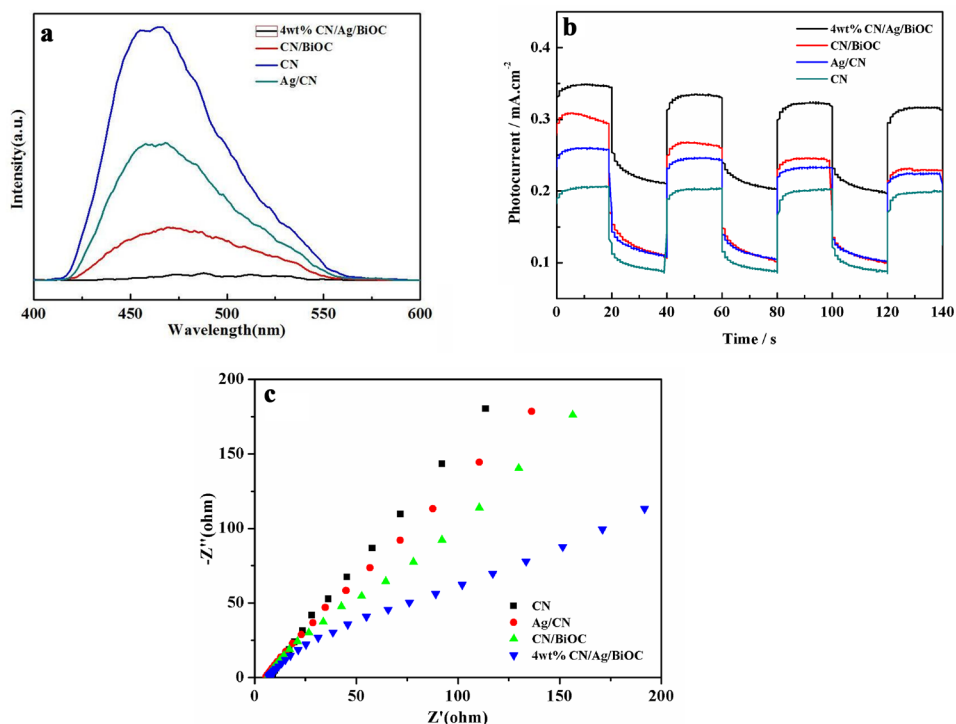 a
4wt% CN/Ag/BiOC
CN/BiOC
CN
Ag/CN
Intensity(a.u.)
400 450 500 550 600
Wavelength(nm)
b
4wt% CN/Ag/BiOC
CN/BiOC
Ag/CN
CN
Photocurrent / mA.cm-2
0.4
0.3
0.2
0.1
0 20 40 60 80 100 120 140
Time / s
c
200
150
100
50
0
-Z''(ohm)
CN
Ag/CN
CN/BiOC
4wt% CN/Ag/BiOC
0 50 100 150 200
Z'(ohm)